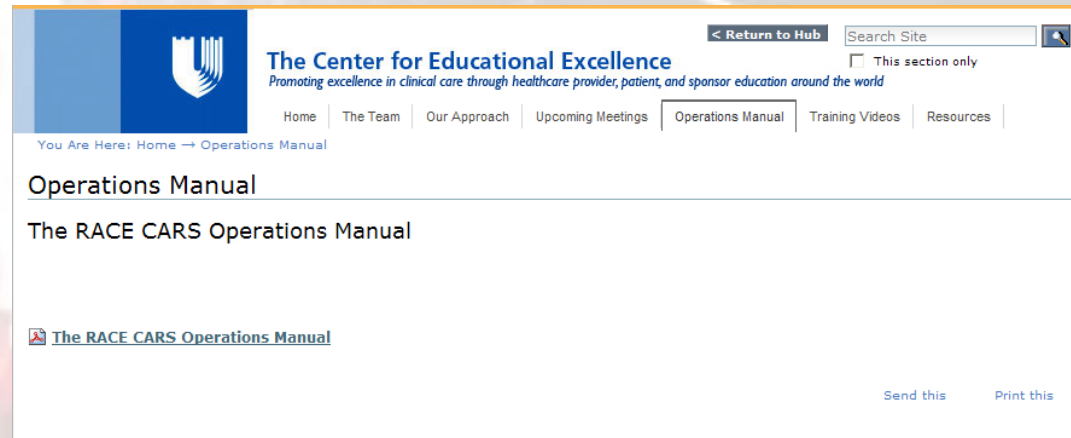 < Return to Hub
Search Site
The Center for Educational Excellence
This section only
Promoting excellence in clinical care through healthcare provider, patient, and sponsor education around the world
Home The Team Our Approach Upcoming Meetings Operations Manual Training Videos Resources
You Are Here: Home → Operations Manual
Operations Manual
The RACE CARS Operations Manual
The RACE CARS Operations Manual
Send this Print this